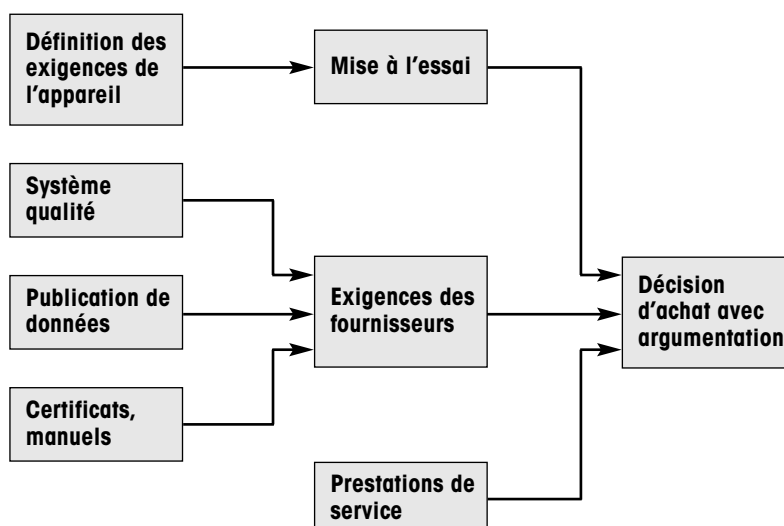 Définition des
exigences de
l'appareil
Mise à l'essai
Système
qualité
Publication de
données
Exigences des
fournisseurs
Décision
d'achat avec
argumentation
Certificats,
manuels
Prestations de
service